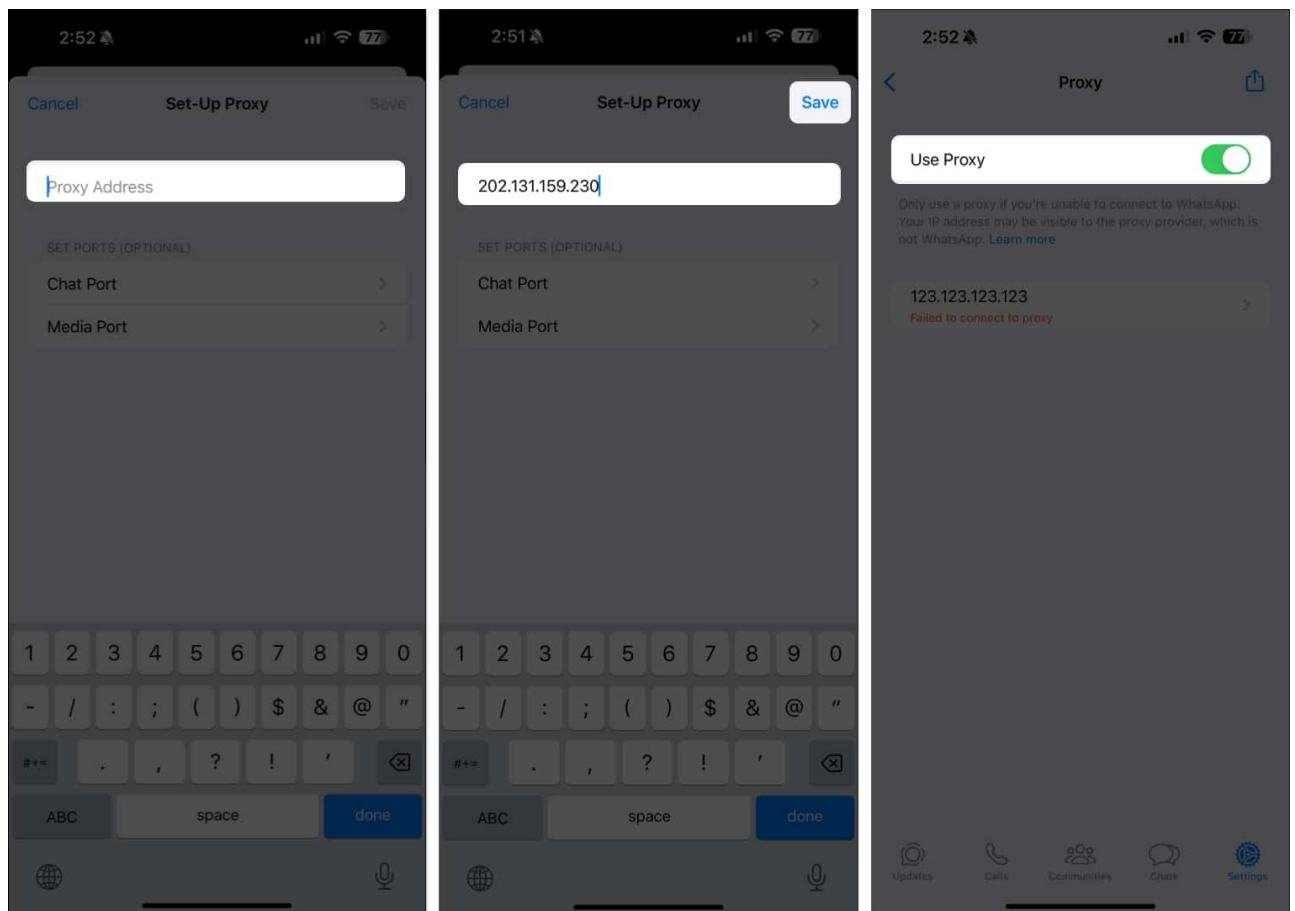 2:52
77
Cancel
Set-Up Proxy
Save
Proxy Address
SET PORTS (OPTIONAL)
Chat Port
Media Port
1 2 3 4 5 6 7 8 9 0
- / : ; ( ) $ & @ "
#+= . , ? ! '
ABC space done
2:51
77
Cancel
Set-Up Proxy
Save
202.131.159.230
SET PORTS (OPTIONAL)
Chat Port
Media Port
1 2 3 4 5 6 7 8 9 0
- / : ; ( ) $ & @ "
#+= . , ? ! '
ABC space done
2:52
77
Proxy
Use Proxy
Only use a proxy if you're unable to connect to WhatsApp.
Your IP address may be visible to the proxy provider, which is
not WhatsApp. Learn more
123.123.123.123
Failed to connect to proxy
Updates Calls Communities Chats Settings